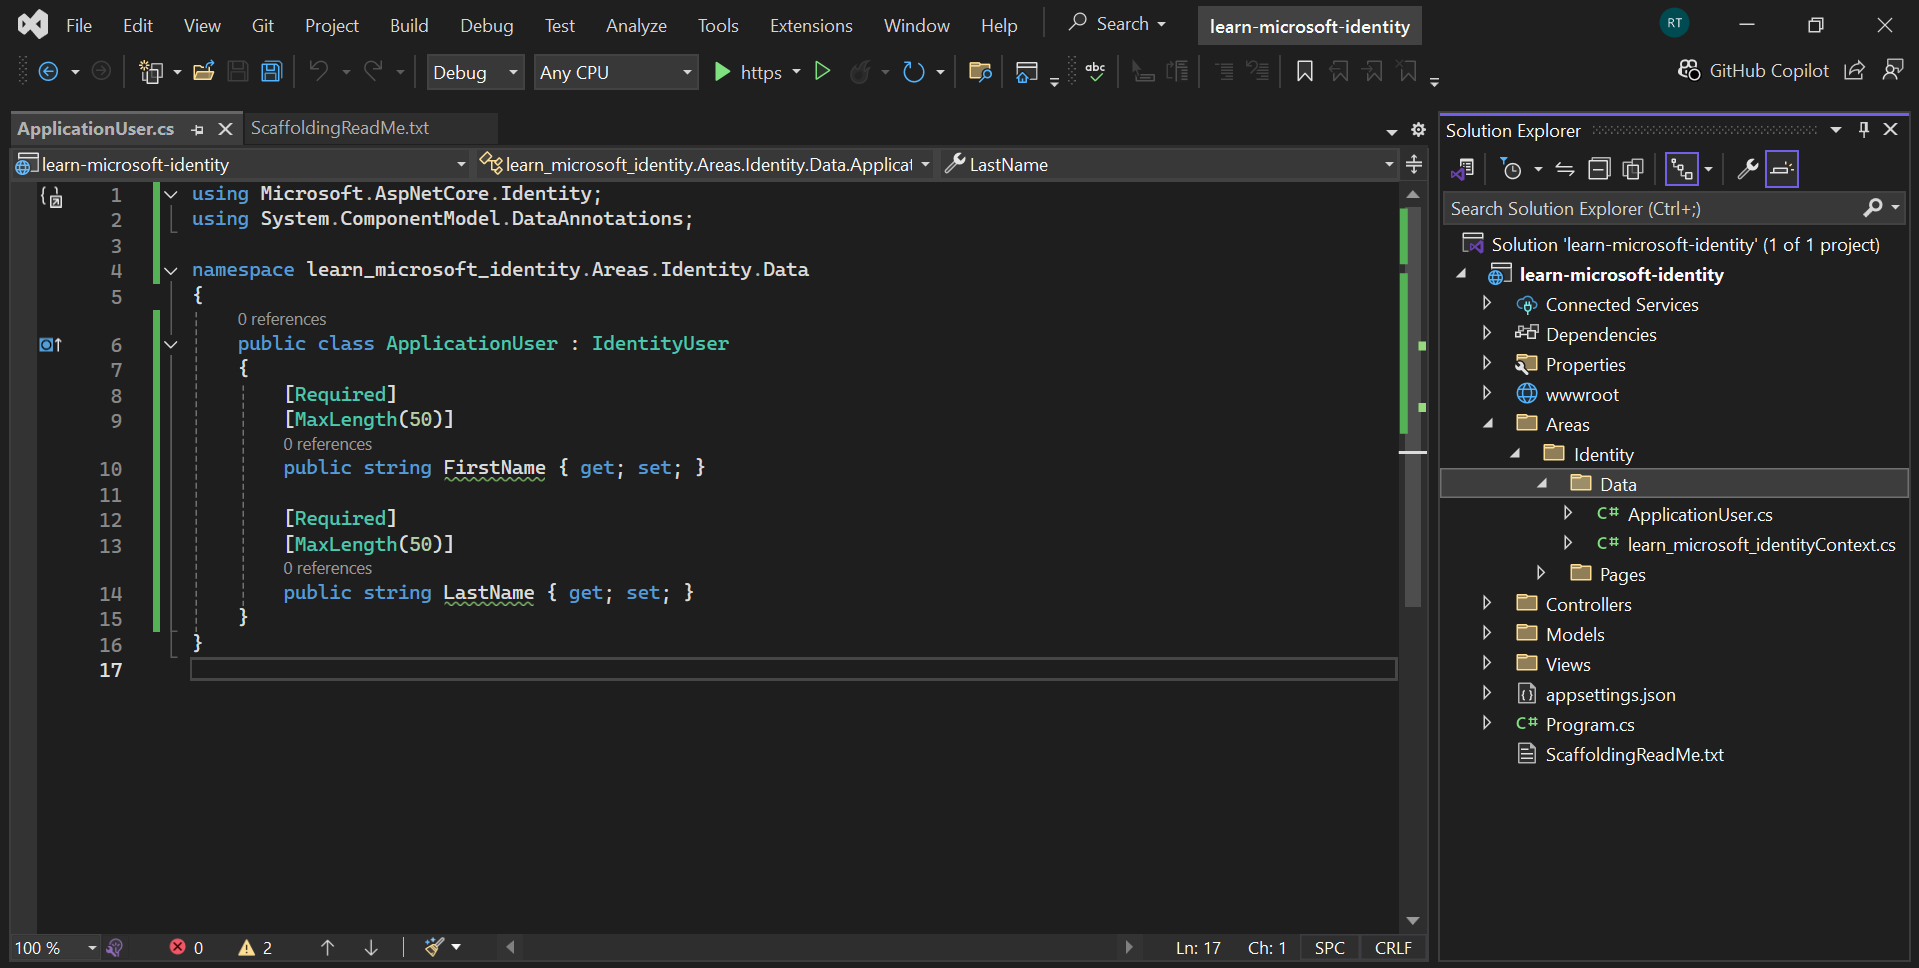 File Edit View Git Project Build Debug Test Analyze Tools Extensions Window Help Search learn-microsoft-identity RT
Debug Any CPU https GitHub Copilot
ApplicationUser.cs ScaffoldingReadMe.txt
learn-microsoft-identity learn_microsoft_identity.Areas.Identity.Data.Applicat LastName
1 using Microsoft.AspNetCore.Identity;
2 using System.ComponentModel.DataAnnotations;
3
4 namespace learn_microsoft_identity.Areas.Identity.Data
5 {
0 references
6 public class ApplicationUser : IdentityUser
7 {
8 [Required]
9 [MaxLength(50)]
0 references
10 public string FirstName { get; set; }
11
12 [Required]
13 [MaxLength(50)]
0 references
14 public string LastName { get; set; }
15 }
16 }
17
100 % 0 2 Ln: 17 Ch: 1 SPC CRLF
Solution Explorer
Search Solution Explorer (Ctrl+;)
Solution 'learn-microsoft-identity' (1 of 1 project)
learn-microsoft-identity
Connected Services
Dependencies
Properties
wwwroot
Areas
Identity
Data
C# ApplicationUser.cs
C# learn_microsoft_identityContext.cs
Pages
Controllers
Models
Views
appsettings.json
C# Program.cs
ScaffoldingReadMe.txt